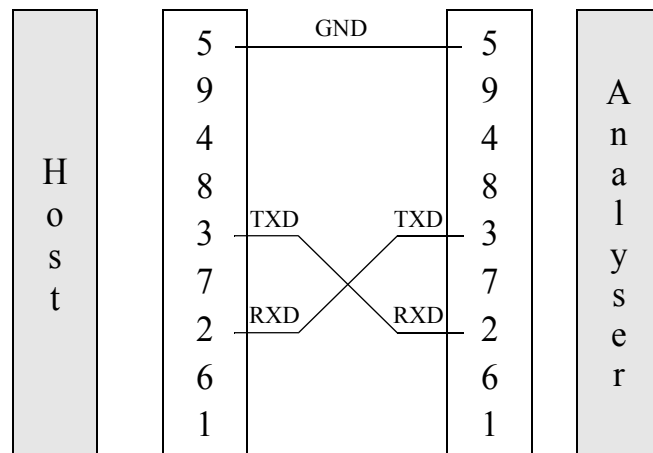 Host
5 GND 5
9 9
4 4
8 8
3 TXD TXD 3
7 7
2 RXD RXD 2
6 6
1 1
Analyser